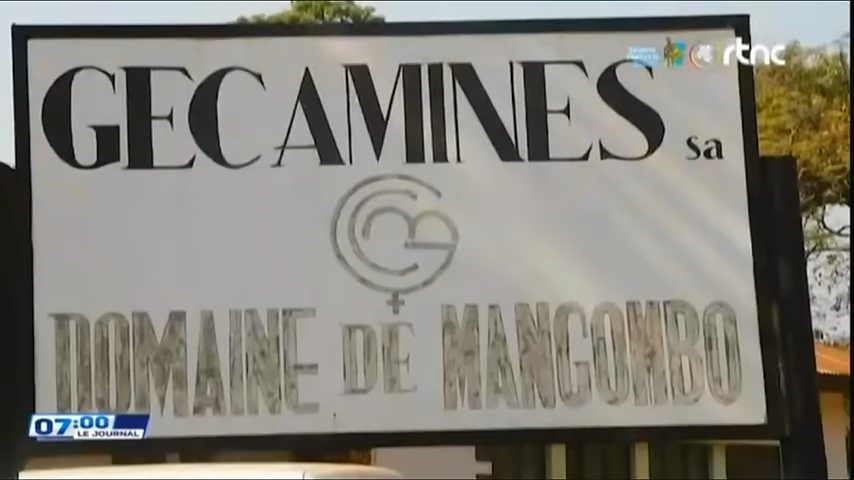 rtnc
GECAMINES sa
DOMAINE DE MANGOMBO
07:00
LE JOURNAL